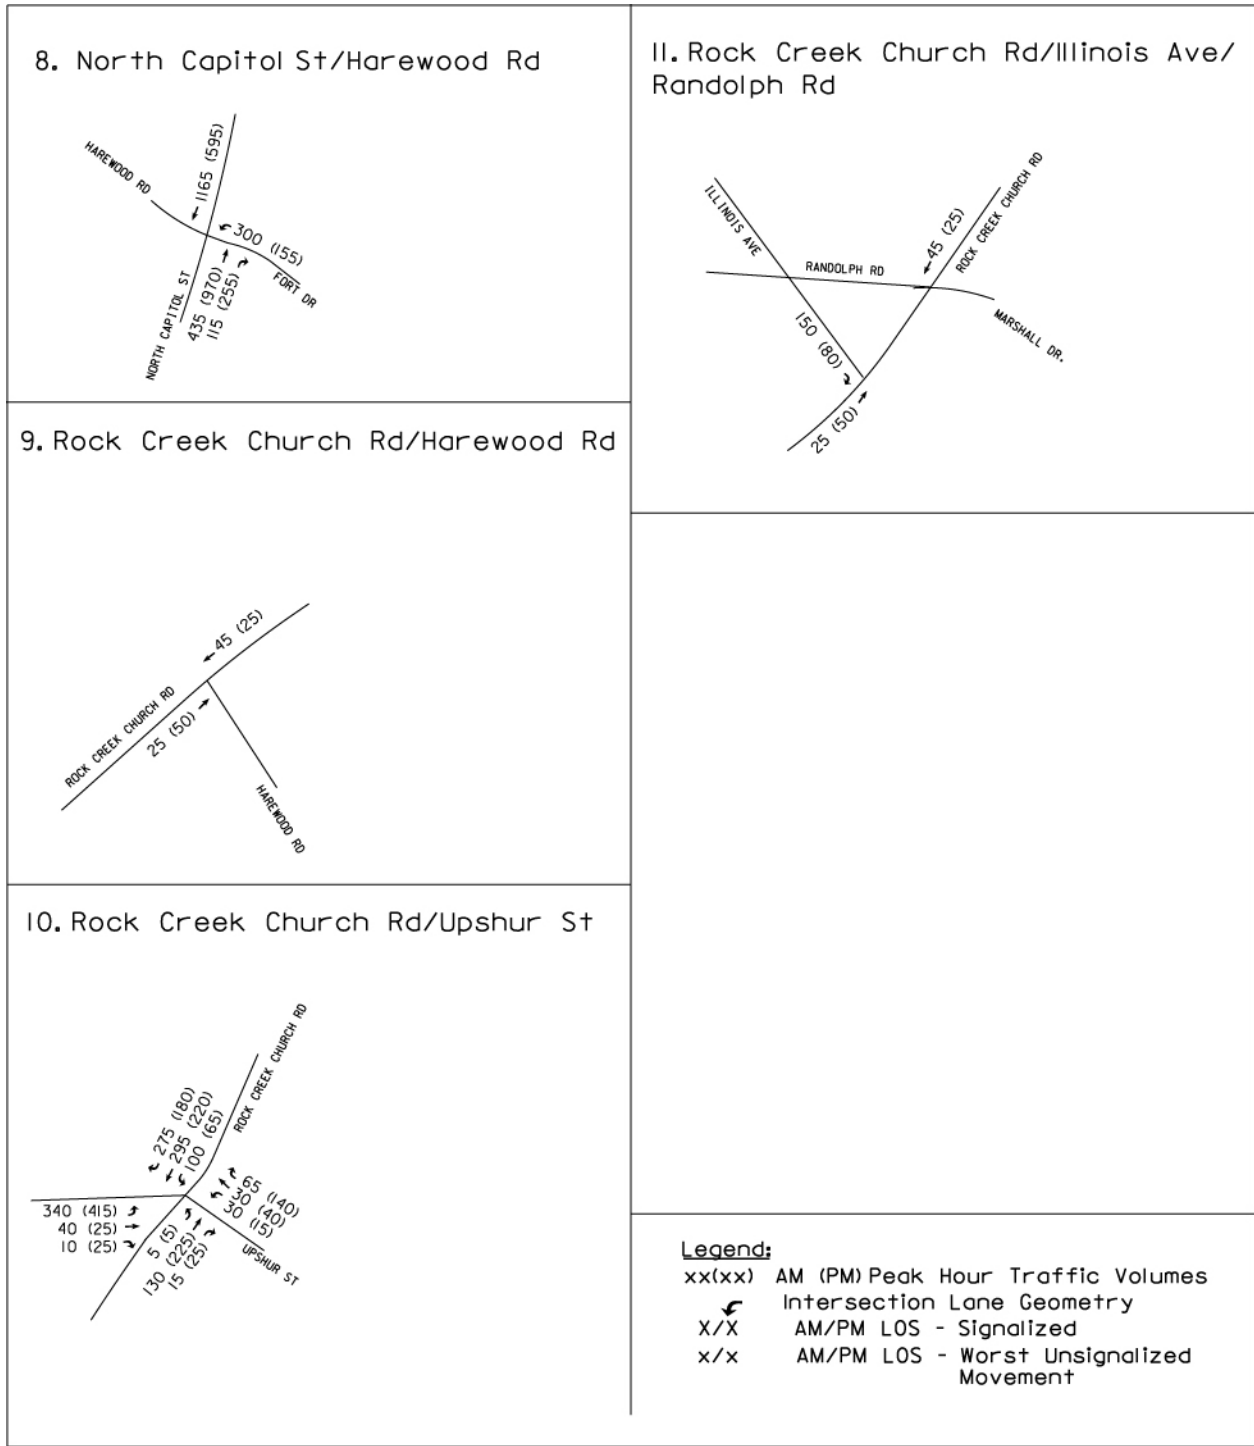 8. North Capitol St/Harewood Rd
HAREWOOD RD
1165 (595)
300 (155)
FORT DR
NORTH CAPITOL ST
435 (970)
115 (255)
9. Rock Creek Church Rd/Harewood Rd
45 (25)
ROCK CREEK CHURCH RD
25 (50)
HAREWOOD RD
10. Rock Creek Church Rd/Upshur St
ROCK CREEK CHURCH RD
275 (180)
295 (220)
100 (65)
65 (140)
30 (40)
30 (15)
340 (415)
40 (25)
10 (25)
5 (5)
130 (225)
15 (25)
UPSHUR ST
11. Rock Creek Church Rd/Illinois Ave/
Randolph Rd
ILLINOIS AVE
45 (25)
ROCK CREEK CHURCH RD
RANDOLPH RD
MARSHALL DR.
150 (80)
25 (50)
Legend:
xx(xx) AM (PM) Peak Hour Traffic Volumes
Intersection Lane Geometry
X/X AM/PM LOS - Signalized
x/x AM/PM LOS - Worst Unsignalized
Movement